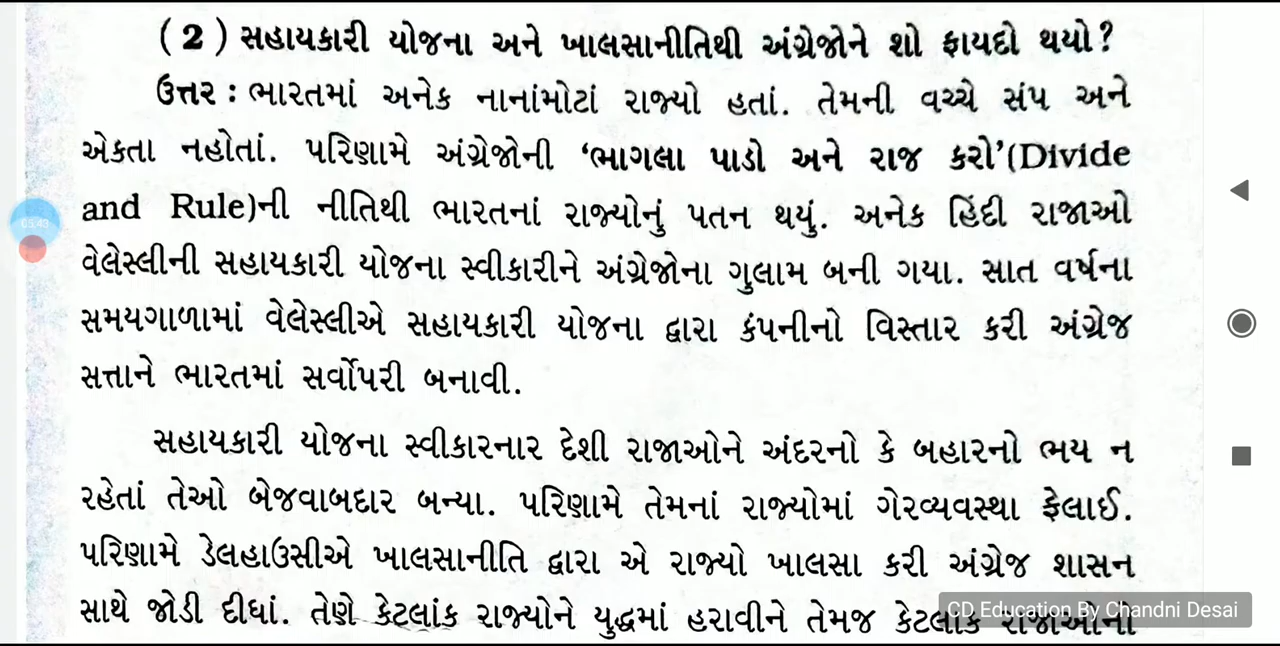 (2) સહાયકારી યોજના અને ખાલસાનીતિથી અંગ્રેજોને શો ફાયદો થયો?
ઉત્તર : ભારતમાં અનેક નાનાંમોટાં રાજ્યો હતાં. તેમની વચ્ચે સંપ અને
એકતા નહોતાં. પરિણામે અંગ્રેજોની ‘ભાગલા પાડો અને રાજ કરો’(Divide
and Rule)ની નીતિથી ભારતનાં રાજ્યોનું પતન થયું. અનેક હિંદી રાજાઓ
વેલેસ્લીની સહાયકારી યોજના સ્વીકારીને અંગ્રેજોના ગુલામ બની ગયા. સાત વર્ષના
સમયગાળામાં વેલેસ્લીએ સહાયકારી યોજના દ્વારા કંપનીનો વિસ્તાર કરી અંગ્રેજ
સત્તાને ભારતમાં સર્વોપરી બનાવી.
સહાયકારી યોજના સ્વીકારનાર દેશી રાજાઓને અંદરનો કે બહારનો ભય ન
રહેતાં તેઓ બેજવાબદાર બન્યા. પરિણામે તેમનાં રાજ્યોમાં ગેરવ્યવસ્થા ફેલાઈ.
પરિણામે ડેલહાઉસીએ ખાલસાનીતિ દ્વારા એ રાજ્યો ખાલસા કરી અંગ્રેજ શાસન
સાથે જોડી દીધાં. તેણે કેટલાંક રાજ્યોને યુદ્ધમાં હરાવીને તેમજ કેટલાંક રાજાઓનો
CD Education By Chandni Desai
05:43